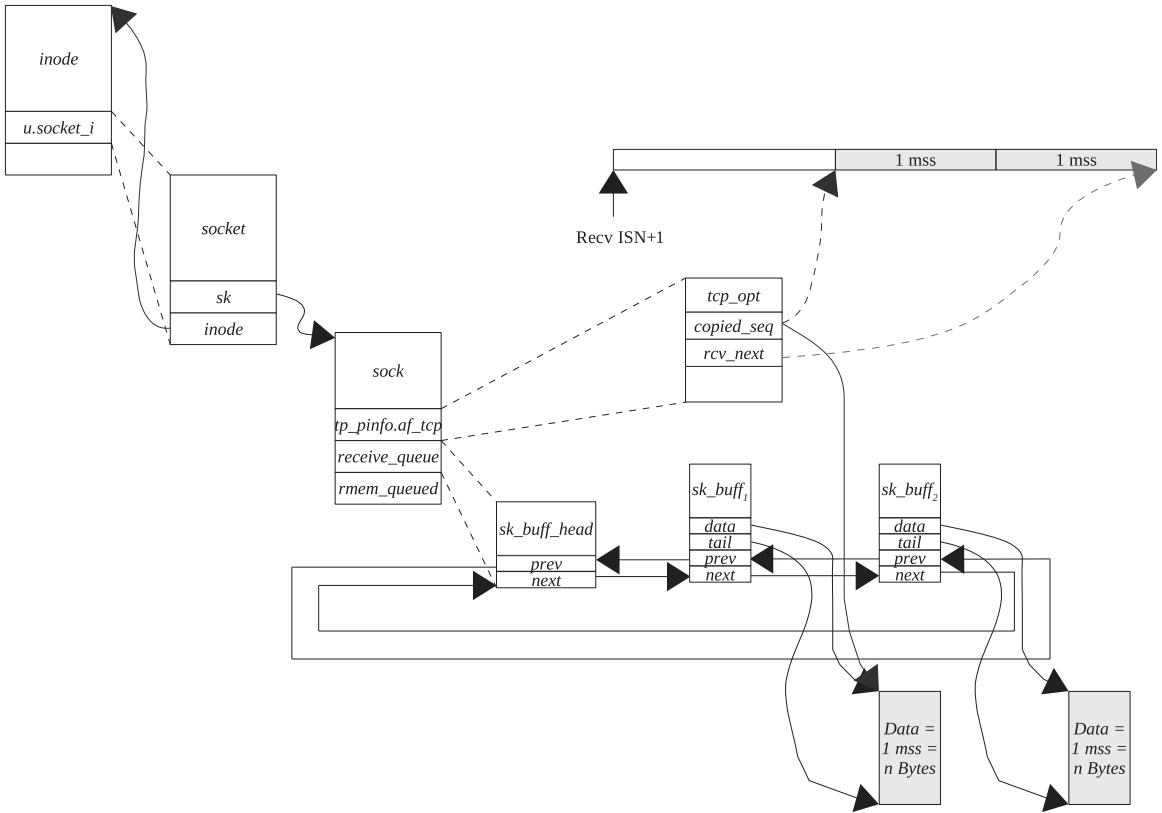 inode
u.socket_i
socket
sk
inode
1 mss
1 mss
Recv ISN+1
tcp_opt
copied_seq
rcv_next
sock
tp_pinfo.af_tcp
receive_queue
rmem_queued
sk_buff_head
prev
next
sk_buff1
data
tail
prev
next
sk_buff2
data
tail
prev
next
Data =
1 mss =
n Bytes
Data =
1 mss =
n Bytes